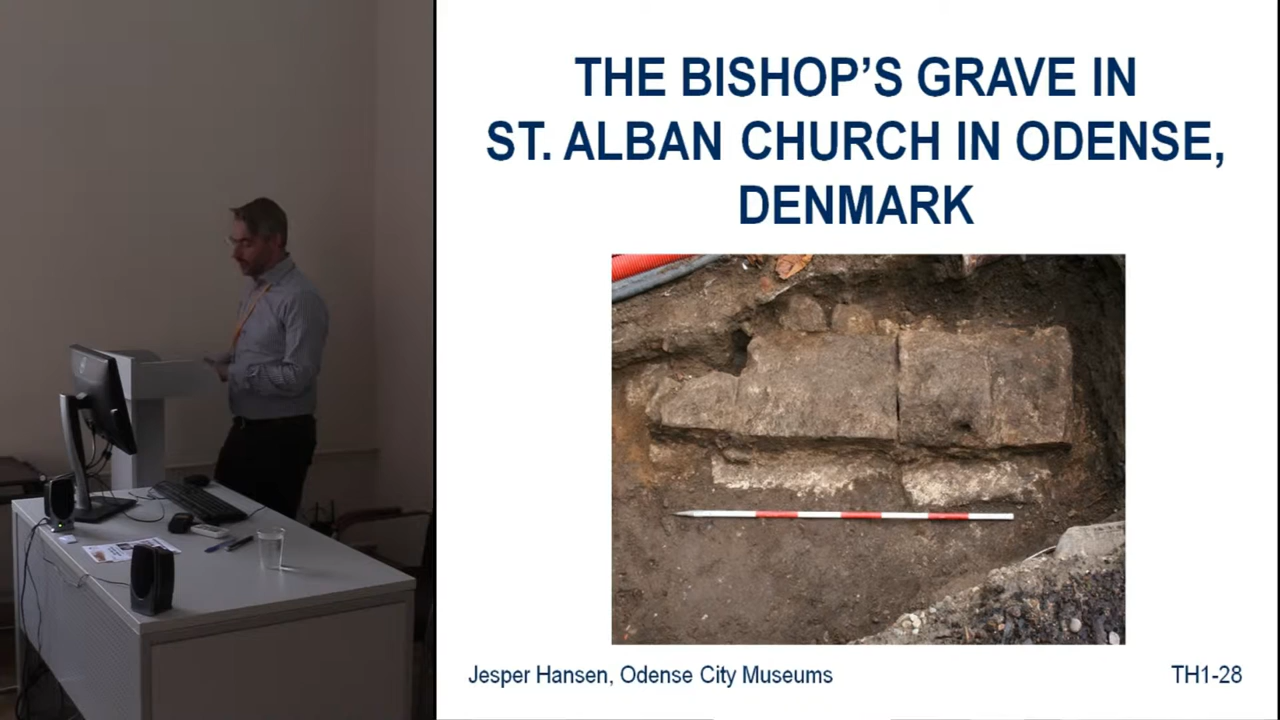 THE BISHOP’S GRAVE IN
ST. ALBAN CHURCH IN ODENSE,
DENMARK
Jesper Hansen, Odense City Museums
TH1-28